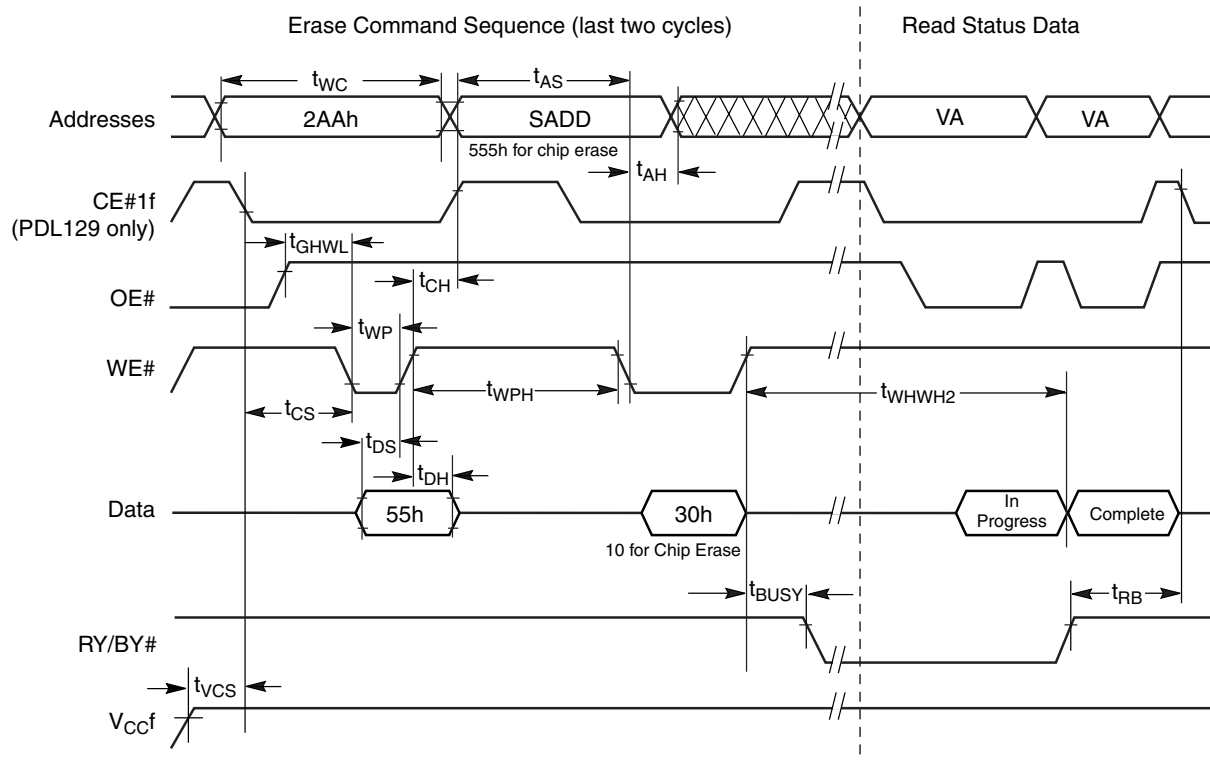 Erase Command Sequence (last two cycles)
Read Status Data
tWC
tAS
Addresses
2AAh
SADD
VA
VA
555h for chip erase
tAH
CE#1f
(PDL129 only)
tGHWL
tCH
OE#
tWP
WE#
tWPH
tWHWH2
tCS
tDS
tDH
Data
55h
30h
In
Progress
Complete
10 for Chip Erase
tBUSY
tRB
RY/BY#
tVCS
VCCf